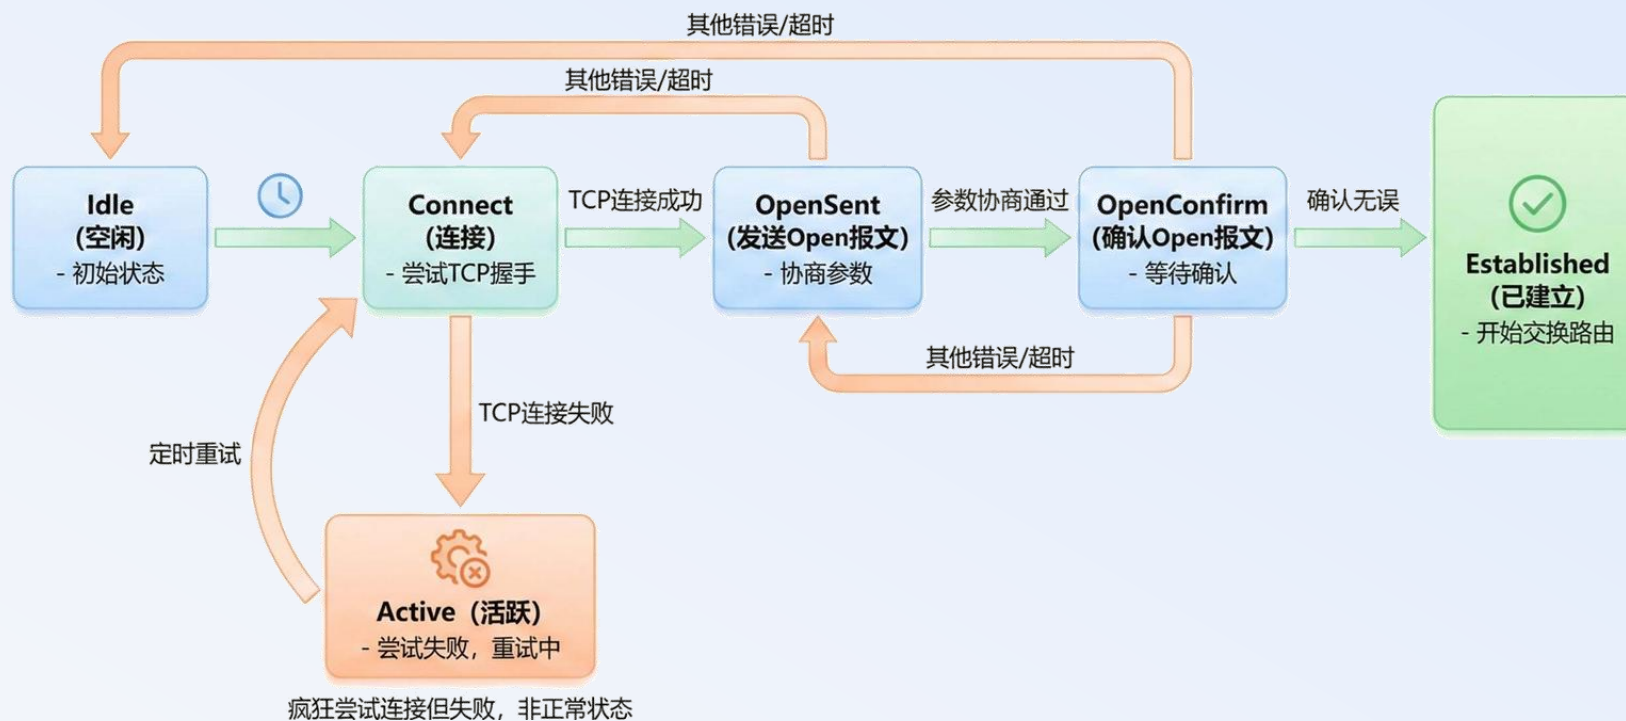 其他错误/超时
其他错误/超时
Idle
(空闲)
- 初始状态
Connect
(连接)
- 尝试TCP握手
TCP连接成功
OpenSent
(发送Open报文)
- 协商参数
参数协商通过
OpenConfirm
(确认Open报文)
- 等待确认
确认无误
Established
(已建立)
- 开始交换路由
其他错误/超时
TCP连接失败
定时重试
Active（活跃）
- 尝试失败，重试中
疯狂尝试连接但失败，非正常状态